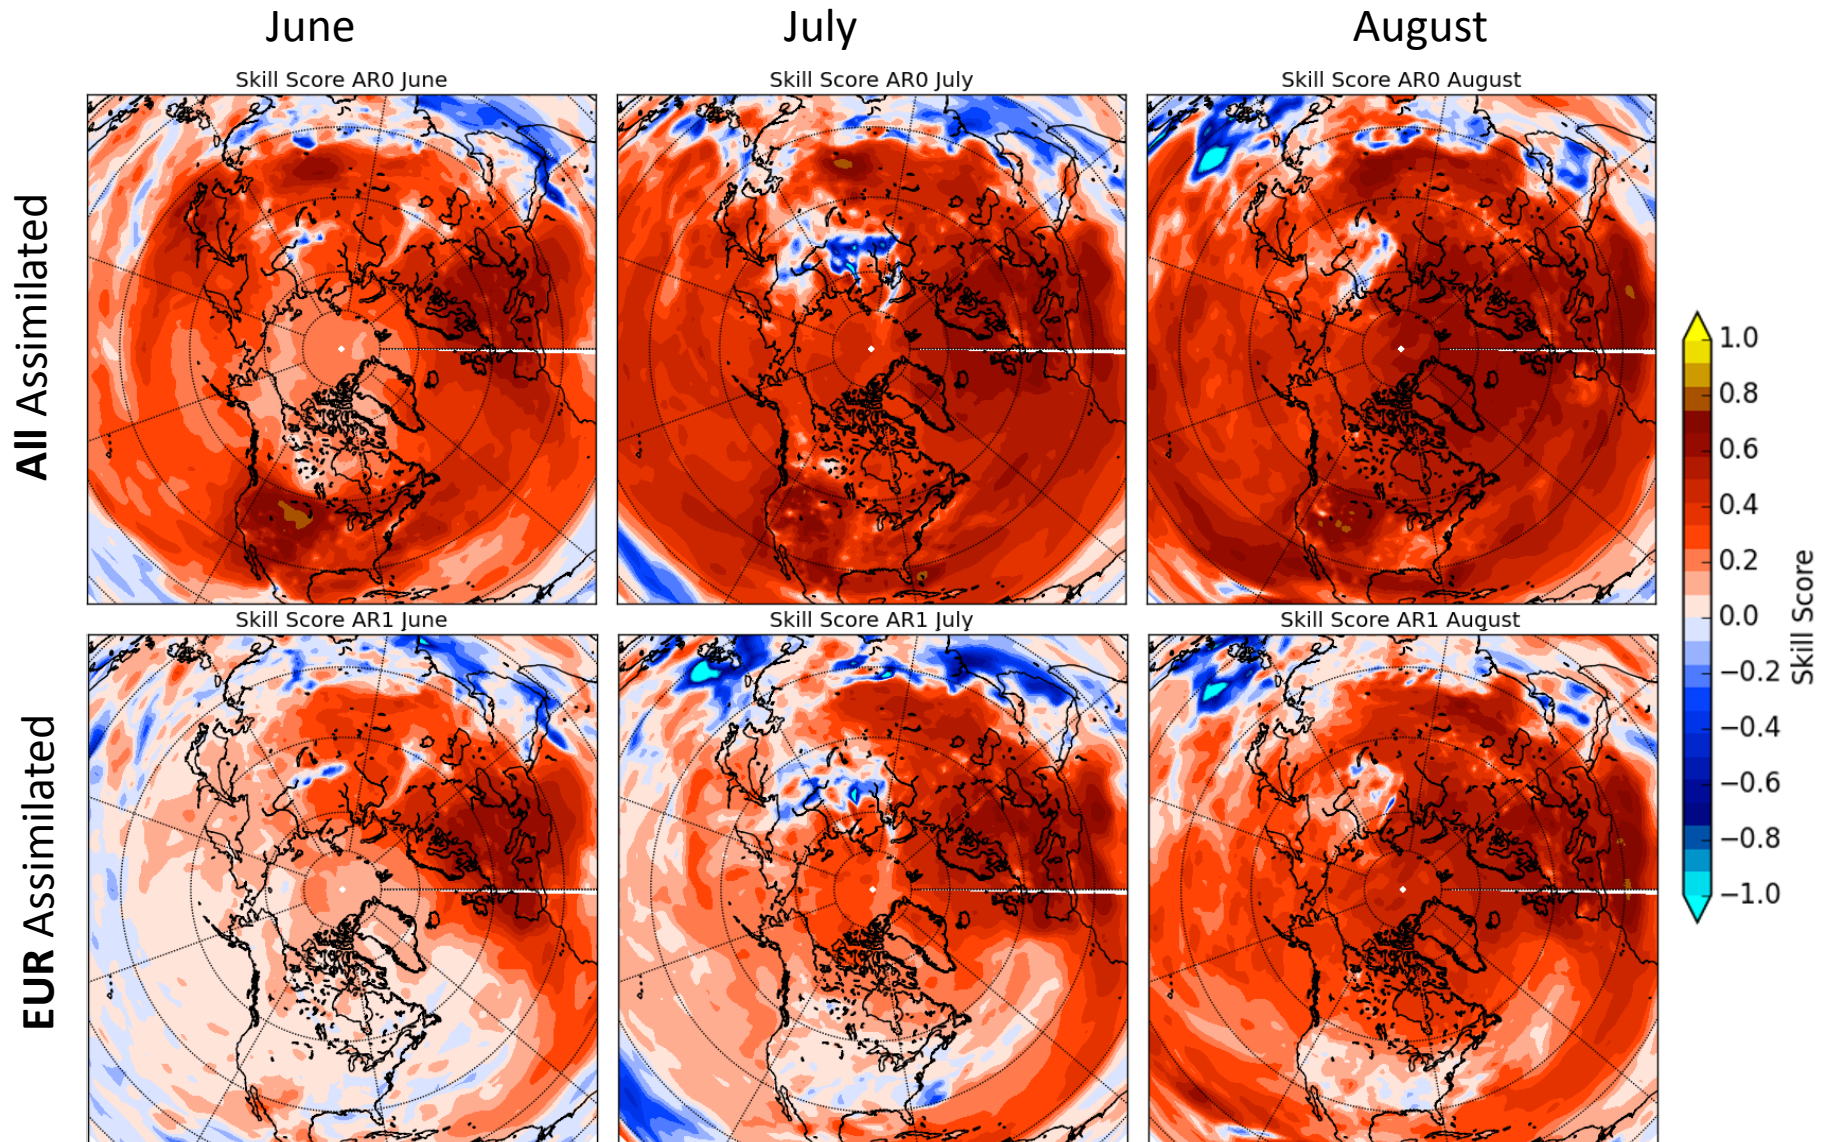 June
July
August
Skill Score AR0 June
Skill Score AR0 July
Skill Score AR0 August
All Assimilated
Skill Score AR1 June
Skill Score AR1 July
Skill Score AR1 August
EUR Assimilated
1.0
0.8
0.6
0.4
0.2
0.0
−0.2
−0.4
−0.6
−0.8
−1.0
Skill Score